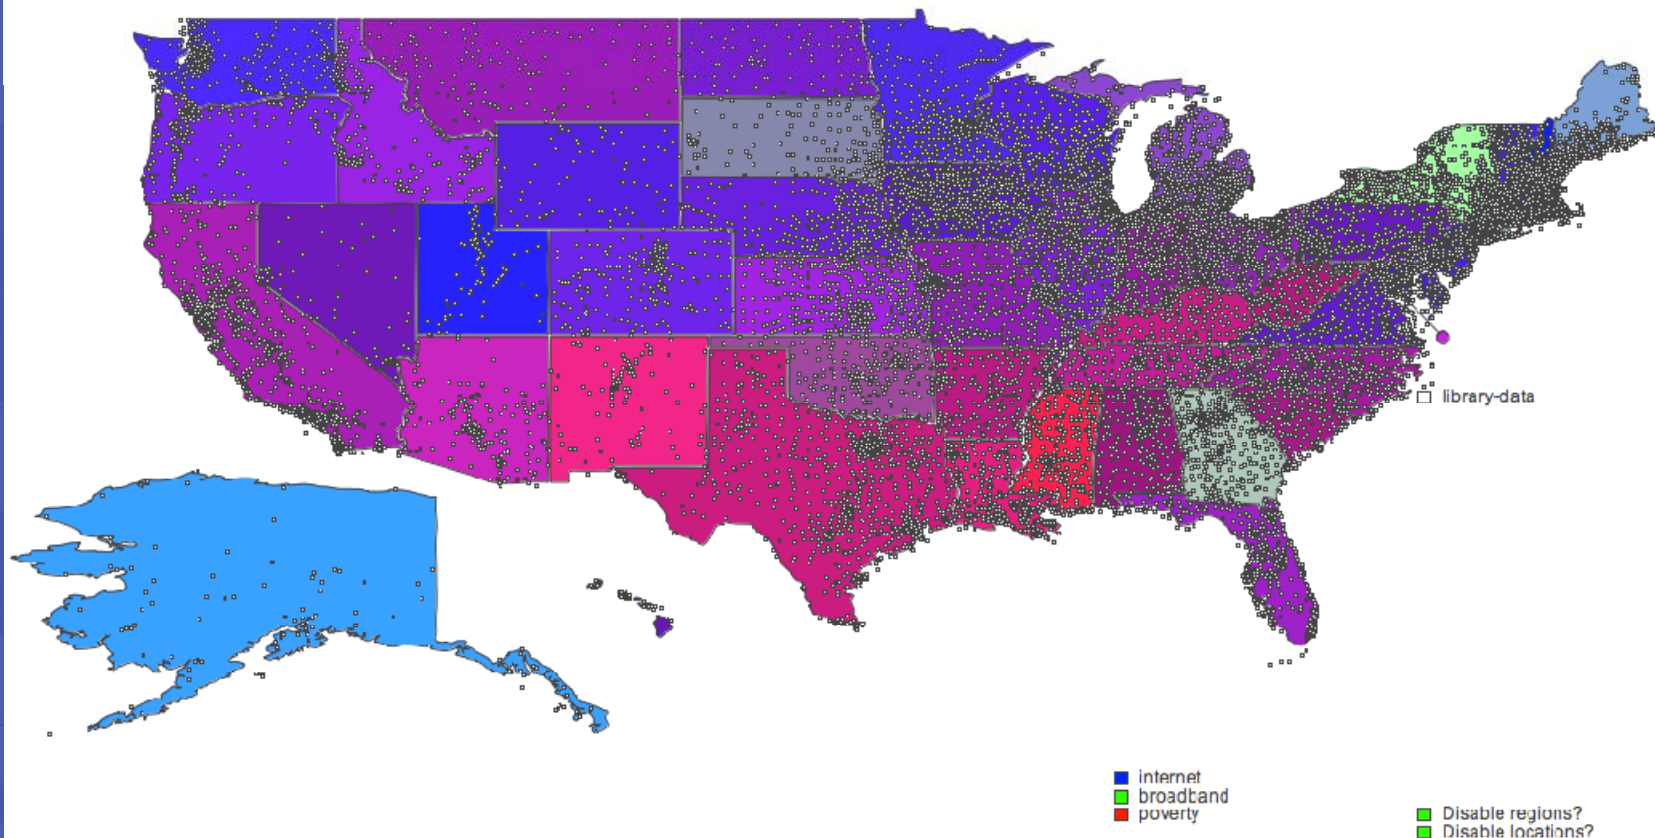 library-data
internet
broadband
poverty
Disable regions?
Disable locations?